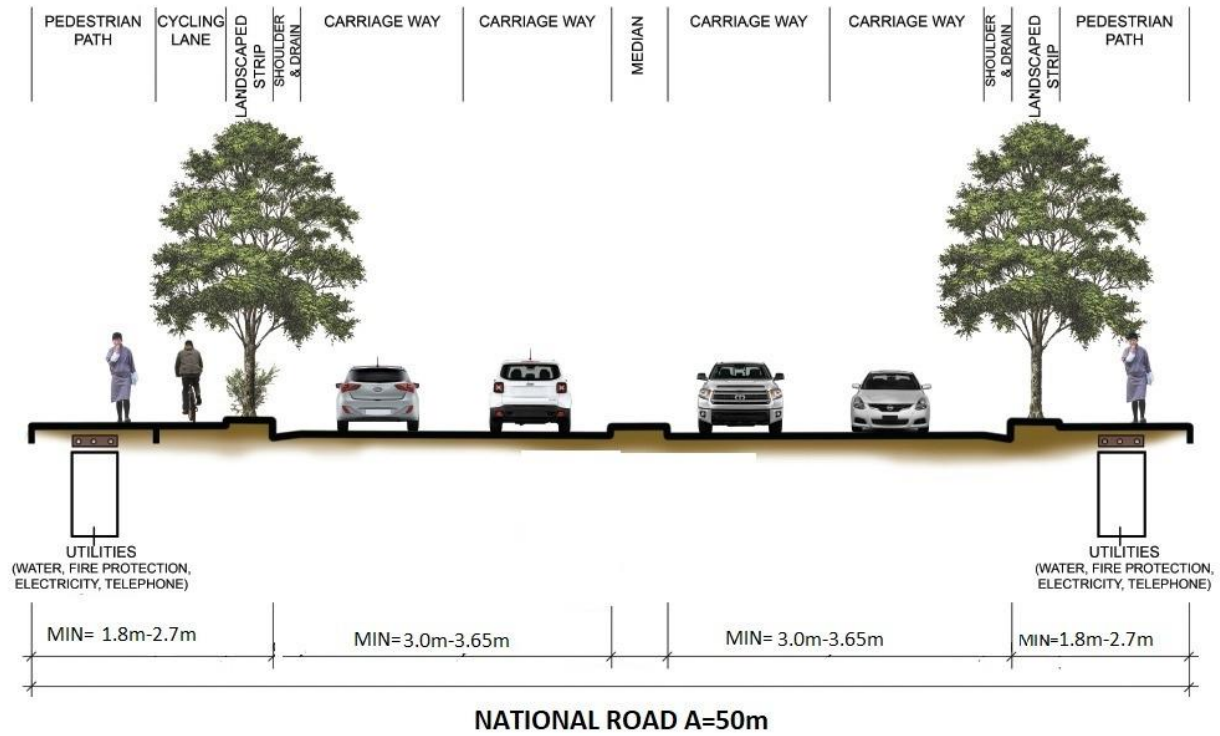 PEDESTRIAN
PATH
CYCLING
LANE
LANDSCAPED
STRIP
SHOULDER
& DRAIN
CARRIAGE WAY
CARRIAGE WAY
MEDIAN
CARRIAGE WAY
CARRIAGE WAY
SHOULDER
& DRAIN
LANDSCAPED
STRIP
PEDESTRIAN
PATH
UTILITIES
(WATER, FIRE PROTECTION,
ELECTRICITY, TELEPHONE)
UTILITIES
(WATER, FIRE PROTECTION,
ELECTRICITY, TELEPHONE)
MIN= 1.8m-2.7m
MIN=3.0m-3.65m
MIN=3.0m-3.65m
MIN=1.8m-2.7m
NATIONAL ROAD A=50m